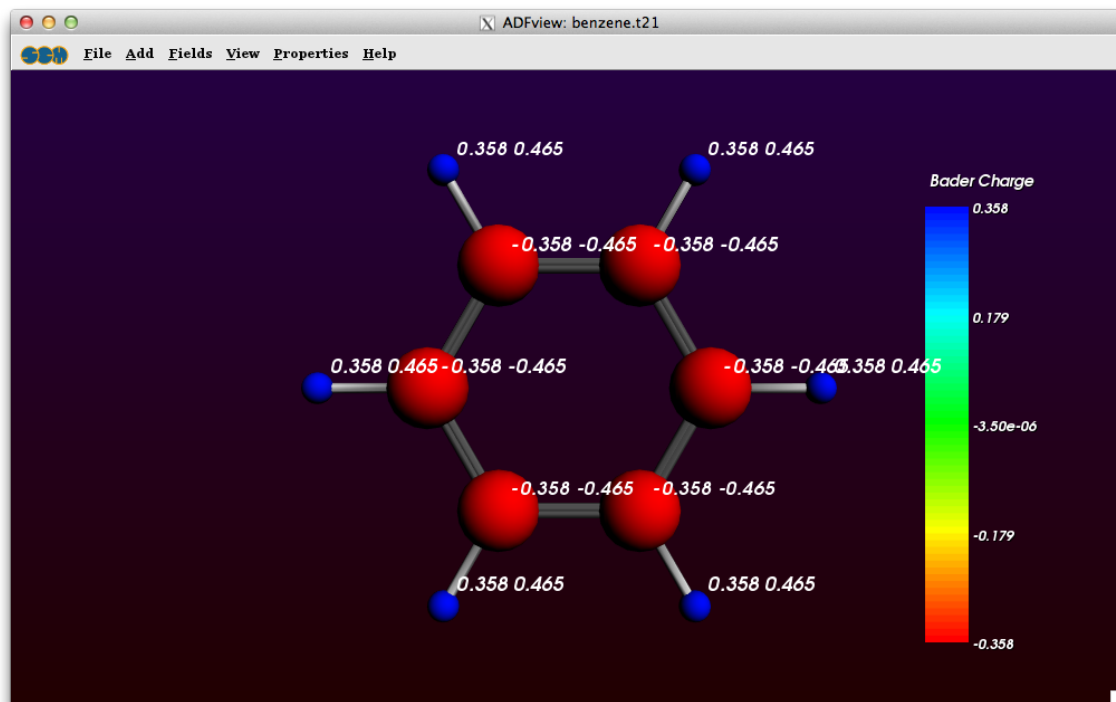 ADFview: benzene.t21
SCM File Add Fields View Properties Help
0.358 0.465 0.358 0.465
Bader Charge
0.358
-0.358 -0.465 -0.358 -0.465
0.179
0.358 0.465 -0.358 -0.465 -0.358 -0.465 0.358 0.465
-3.50e-06
-0.358 -0.465 -0.358 -0.465
-0.179
0.358 0.465 0.358 0.465
-0.358